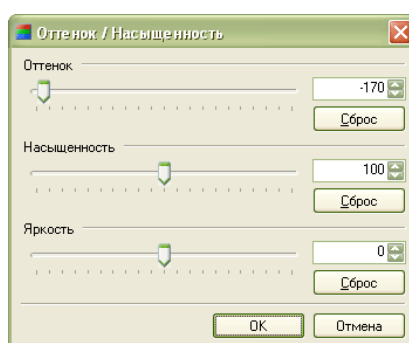 Оттенок / Насыщенность
Оттенок
-170
Сброс
Насыщенность
100
Сброс
Яркость
0
Сброс
OK
Отмена